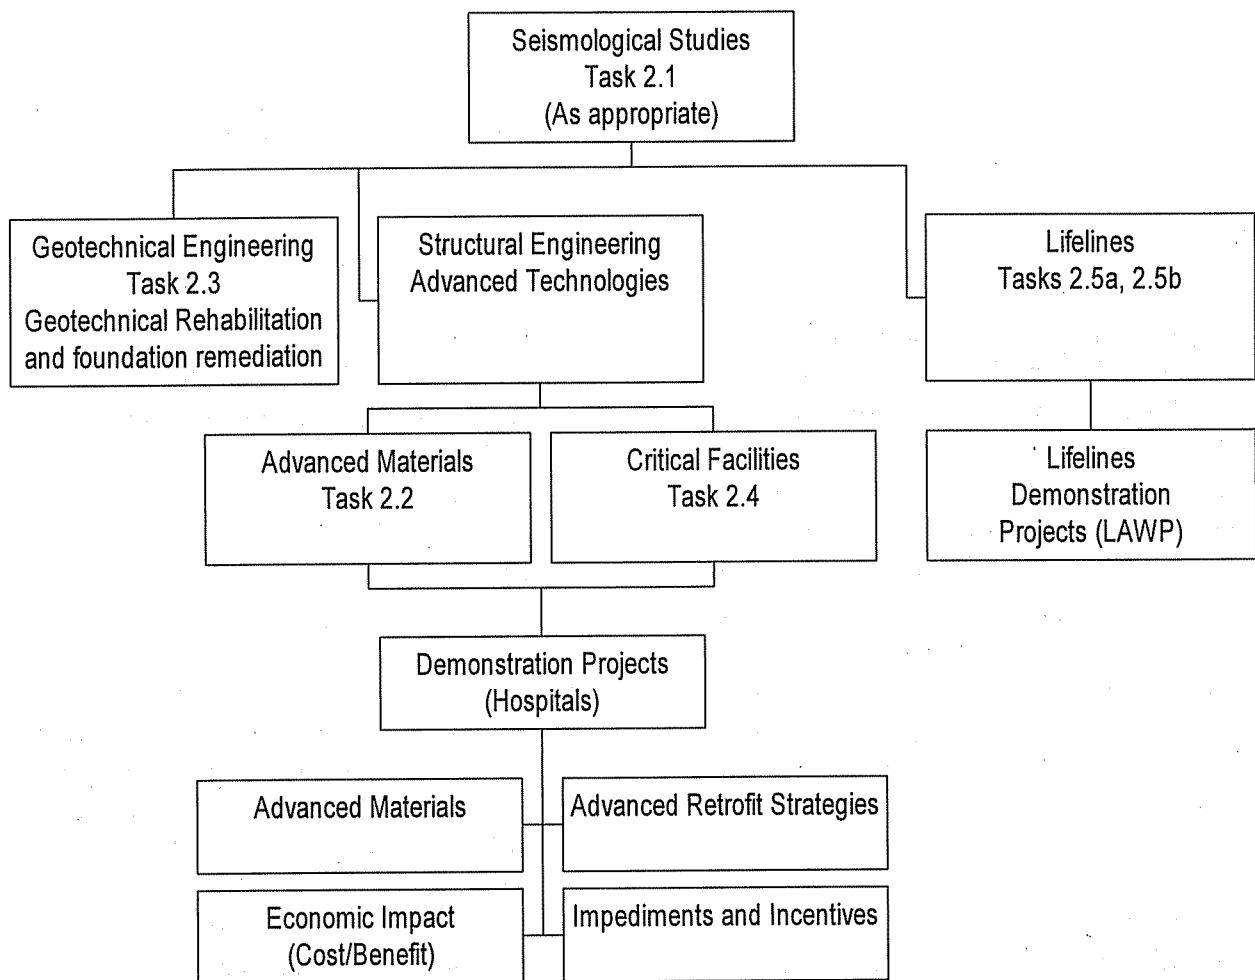 Seismological Studies
Task 2.1
(As appropriate)
Geotechnical Engineering
Task 2.3
Geotechnical Rehabilitation
and foundation remediation
Structural Engineering
Advanced Technologies
Lifelines
Tasks 2.5a, 2.5b
Advanced Materials
Task 2.2
Critical Facilities
Task 2.4
Lifelines
Demonstration
Projects (LAWP)
Demonstration Projects
(Hospitals)
Advanced Materials
Advanced Retrofit Strategies
Economic Impact
(Cost/Benefit)
Impediments and Incentives